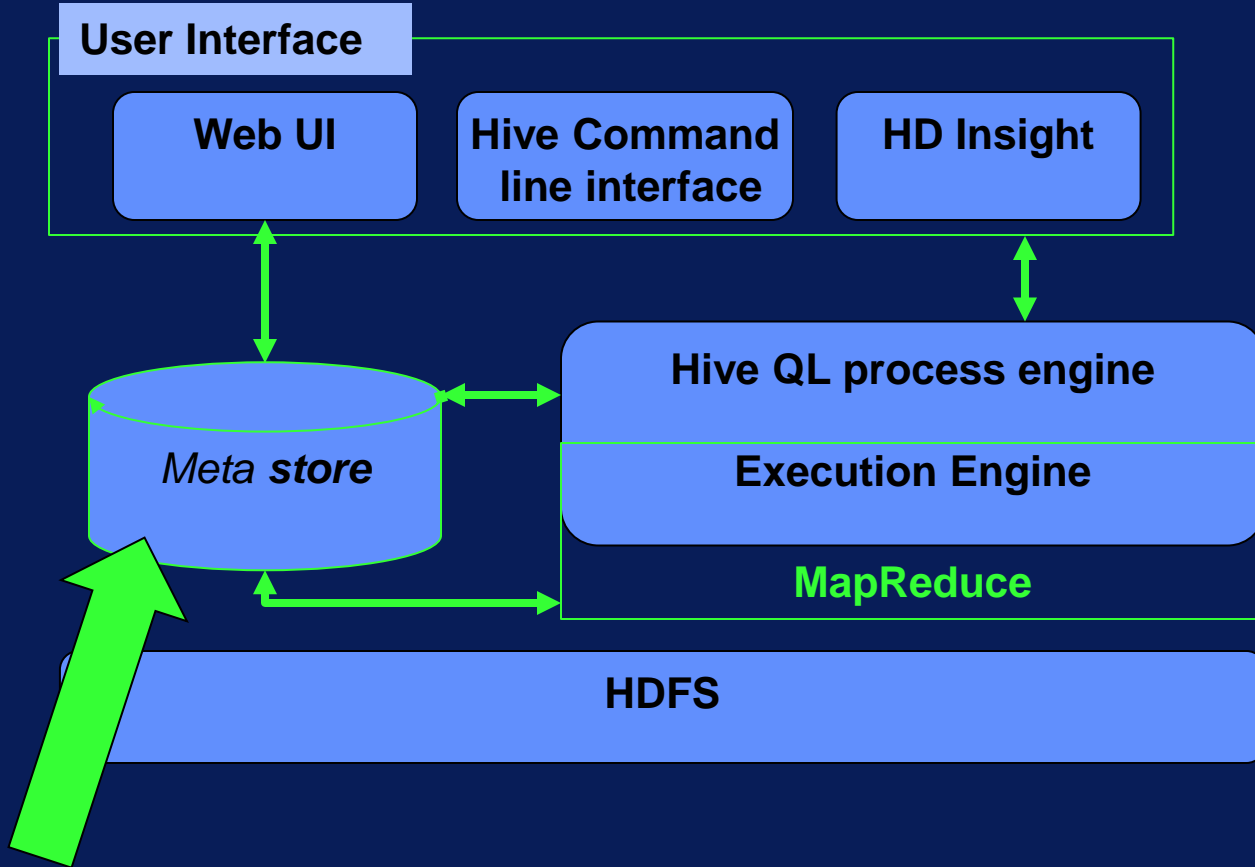 User Interface
Web UI
Hive Command
line interface
HD Insight
Hive QL process engine
Meta store
Execution Engine
MapReduce
HDFS